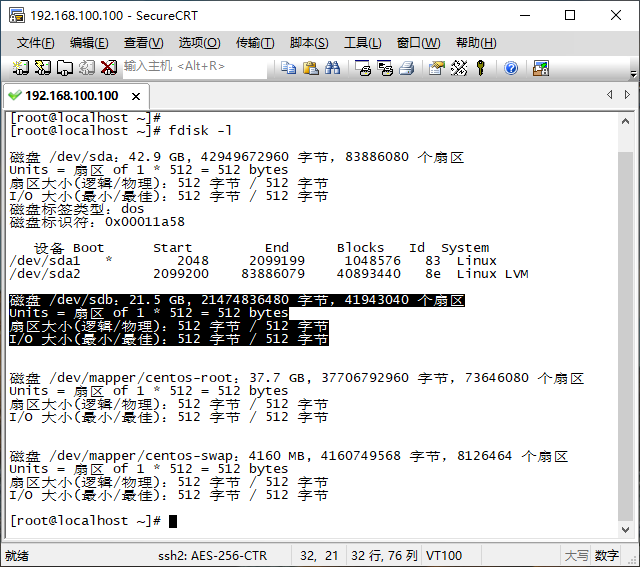 192.168.100.100 - SecureCRT
文件(F) 编辑(E) 查看(V) 选项(O) 传输(T) 脚本(S) 工具(L) 窗口(W) 帮助(H)
输入主机 <Alt+R>
192.168.100.100
[root@localhost ~]#
[root@localhost ~]# fdisk -l
磁盘 /dev/sda：42.9 GB, 42949672960 字节，83886080 个扇区
Units = 扇区 of 1 * 512 = 512 bytes
扇区大小(逻辑/物理)：512 字节 / 512 字节
I/O 大小(最小/最佳)：512 字节 / 512 字节
磁盘标签类型：dos
磁盘标识符：0x00011a58
设备 Boot      Start         End      Blocks   Id  System
/dev/sda1   *        2048     2099199     1048576   83  Linux
/dev/sda2         2099200    83886079    40893440   8e  Linux LVM
磁盘 /dev/sdb：21.5 GB, 21474836480 字节，41943040 个扇区
Units = 扇区 of 1 * 512 = 512 bytes
扇区大小(逻辑/物理)：512 字节 / 512 字节
I/O 大小(最小/最佳)：512 字节 / 512 字节
磁盘 /dev/mapper/centos-root：37.7 GB, 37706792960 字节，73646080 个扇区
Units = 扇区 of 1 * 512 = 512 bytes
扇区大小(逻辑/物理)：512 字节 / 512 字节
I/O 大小(最小/最佳)：512 字节 / 512 字节
磁盘 /dev/mapper/centos-swap：4160 MB, 4160749568 字节，8126464 个扇区
Units = 扇区 of 1 * 512 = 512 bytes
扇区大小(逻辑/物理)：512 字节 / 512 字节
I/O 大小(最小/最佳)：512 字节 / 512 字节
[root@localhost ~]#
就绪 ssh2: AES-256-CTR 32, 21 32 行, 76 列 VT100 大写 数字